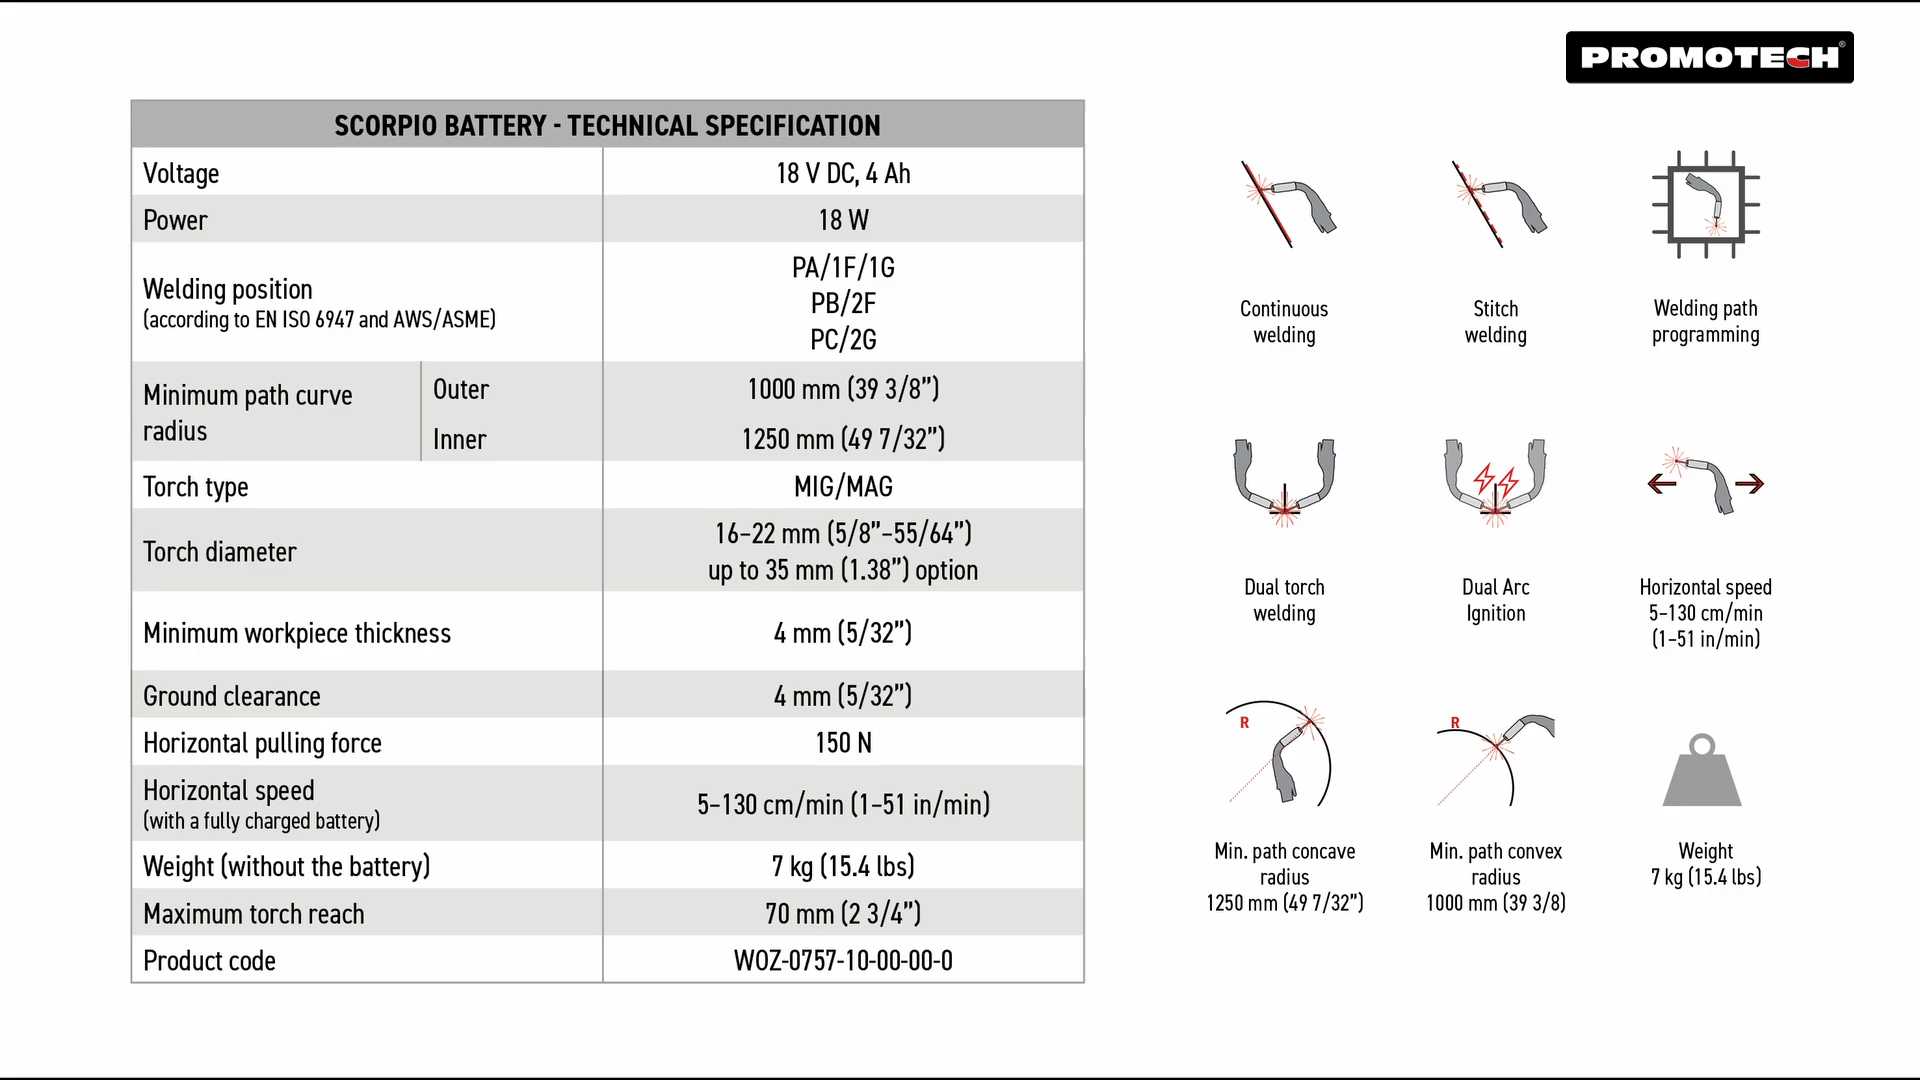 PROMOTECH®
SCORPIO BATTERY - TECHNICAL SPECIFICATION
Voltage
18 V DC, 4 Ah
Power
18 W
Welding position
(according to EN ISO 6947 and AWS/ASME)
PA/1F/1G
PB/2F
PC/2G
Minimum path curve
radius
Outer
1000 mm (39 3/8”)
Inner
1250 mm (49 7/32”)
Torch type
MIG/MAG
Torch diameter
16–22 mm (5/8”–55/64”)
up to 35 mm (1.38”) option
Minimum workpiece thickness
4 mm (5/32”)
Ground clearance
4 mm (5/32”)
Horizontal pulling force
150 N
Horizontal speed
(with a fully charged battery)
5–130 cm/min (1–51 in/min)
Weight (without the battery)
7 kg (15.4 lbs)
Maximum torch reach
70 mm (2 3/4”)
Product code
WOZ-0757-10-00-00-0
Continuous
welding
Stitch
welding
Welding path
programming
Dual torch
welding
Dual Arc
Ignition
Horizontal speed
5–130 cm/min
(1–51 in/min)
R
Min. path concave
radius
1250 mm (49 7/32”)
R
Min. path convex
radius
1000 mm (39 3/8)
Weight
7 kg (15.4 lbs)